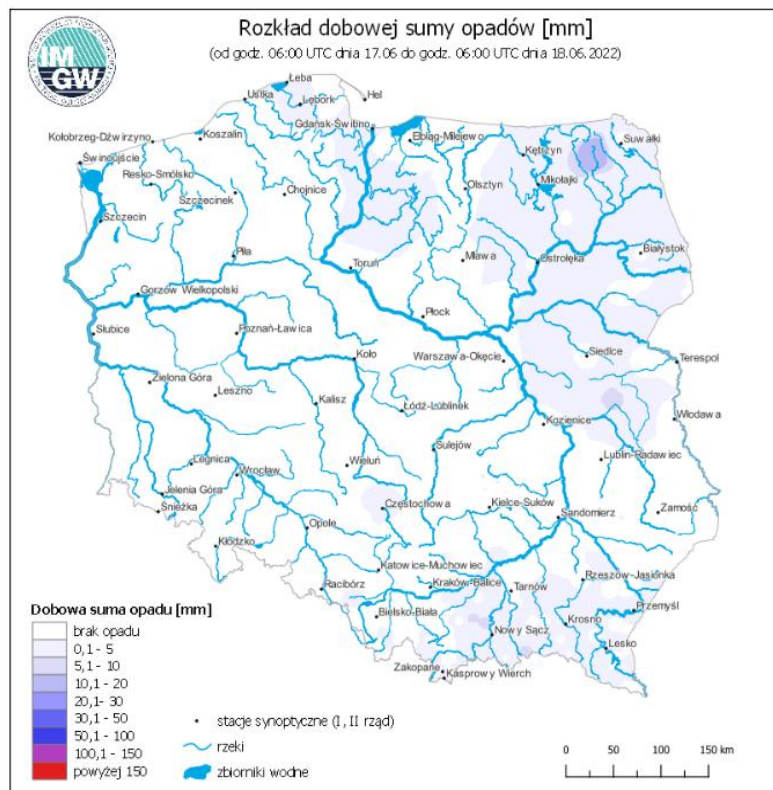 Rozkład dobowej sumy opadów [mm]
(od godz. 06:00 UTC dnia 17.06 do godz. 06:00 UTC dnia 18.06.2022)
IM
GW
Łeba
Ustka
Hel
Lębork
Gdańsk-Świbno
Kołobrzeg-Dźwirzyno
Koszalin
Elbląg-Milejewo
Suwałki
Świnoujście
Kętrzyn
Resko-Smólsko
Szczecinek
Chojnice
Olsztyn
Mikołajki
Szczecin
Piła
Toruń
Mława
Ostrołęka
Białystok
Gorzów Wielkopolski
Płock
Słubice
Poznań-Ławica
Koło
Warszawa-Okęcie
Siedlce
Terespol
Zielona Góra
Leszno
Kalisz
Łódź-Lublinek
Kozienice
Włodawa
Sulejów
Legnica
Wrocław
Wieluń
Lublin-Radawiec
Jelenia Góra
Śnieżka
Częstochowa
Kielce-Suków
Sandomierz
Zamość
Opole
Kłodzko
Katowice-Muchowiec
Racibórz
Kraków-Balice
Tarnów
Rzeszów-Jasionka
Bielsko-Biała
Przemyśl
Nowy Sącz
Krosno
Lesko
Zakopane
Kasprowy Wierch
Dobowa suma opadu [mm]
brak opadu
0,1 - 5
5,1 - 10
10,1 - 20
20,1 - 30
30,1 - 50
50,1 - 100
100,1 - 150
powyżej 150
stacje synoptyczne (I, II rząd)
rzeki
zbiorniki wodne
0 50 100 150 km